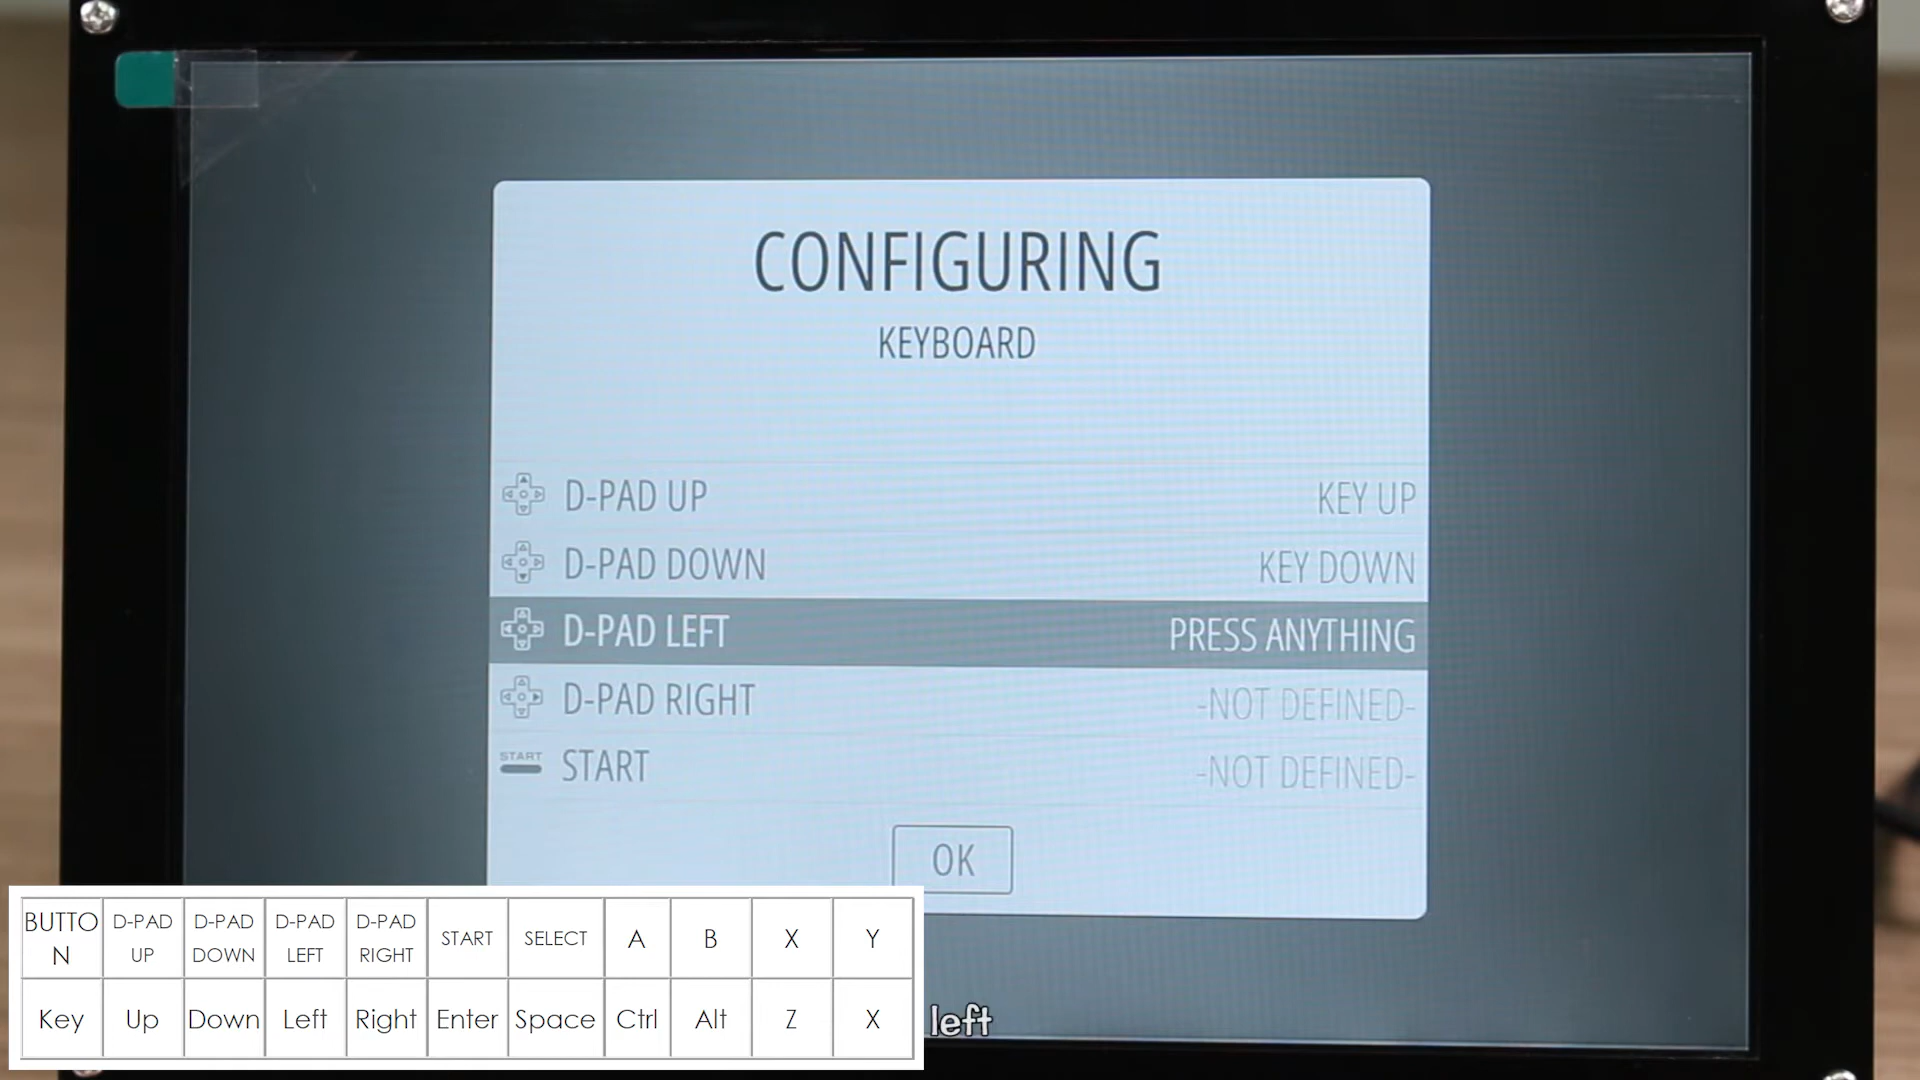 CONFIGURING
KEYBOARD
D-PAD UP KEY UP
D-PAD DOWN KEY DOWN
D-PAD LEFT PRESS ANYTHING
D-PAD RIGHT -NOT DEFINED-
START START -NOT DEFINED-
OK
BUTTO
N
D-PAD
UP
D-PAD
DOWN
D-PAD
LEFT
D-PAD
RIGHT
START
SELECT
A
B
X
Y
Key Up Down Left Right Enter Space Ctrl Alt Z X
left